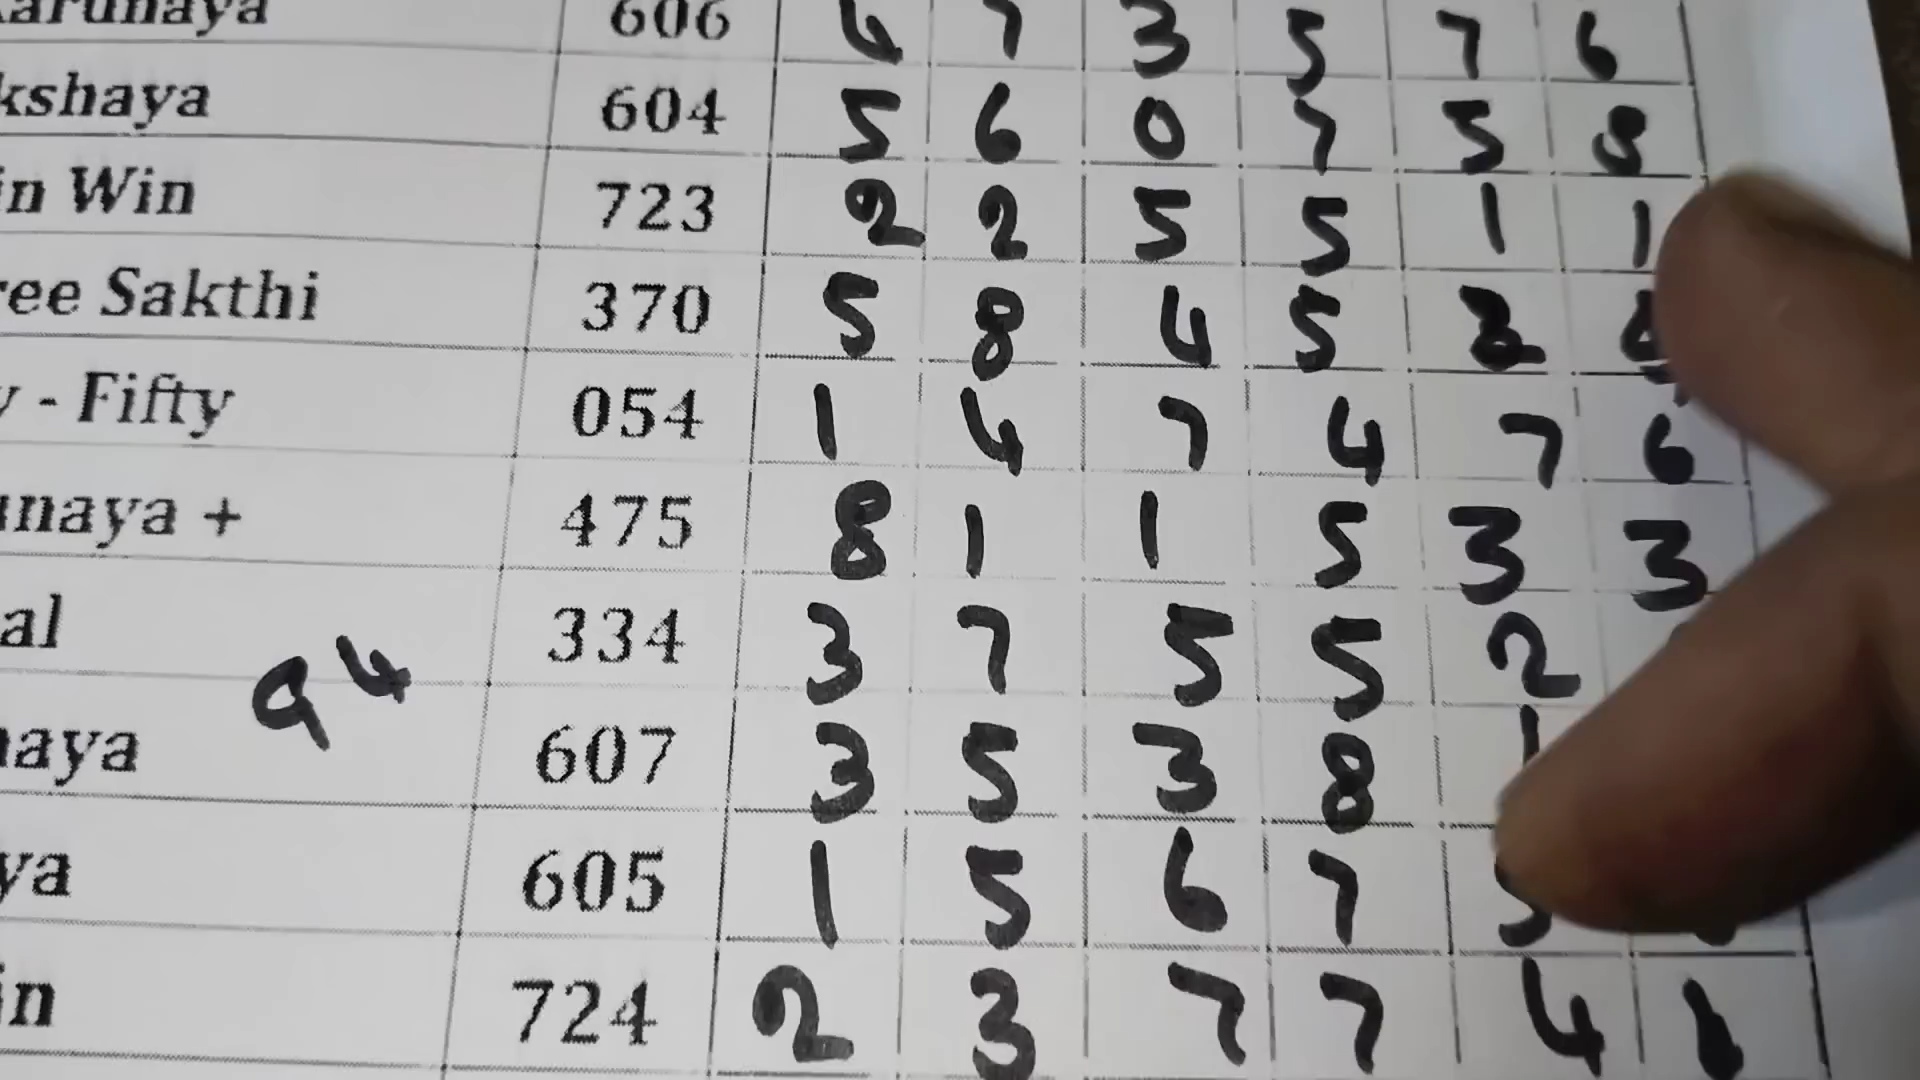 606 4 7 3 5 7 6
kshaya 604 5 6 0 7 5 8
in Win 723 2 2 5 5 1 1
ree Sakthi 370 5 8 4 5
y - Fifty 054 1 4 7 4 7 6
unaya + 475 8 1 1 5 3 3
al 334 3 7 5 5 2
94
naya 607 3 5 3 8 1
ya 605 1 5 6 7
in 724 2 3 7 7 4